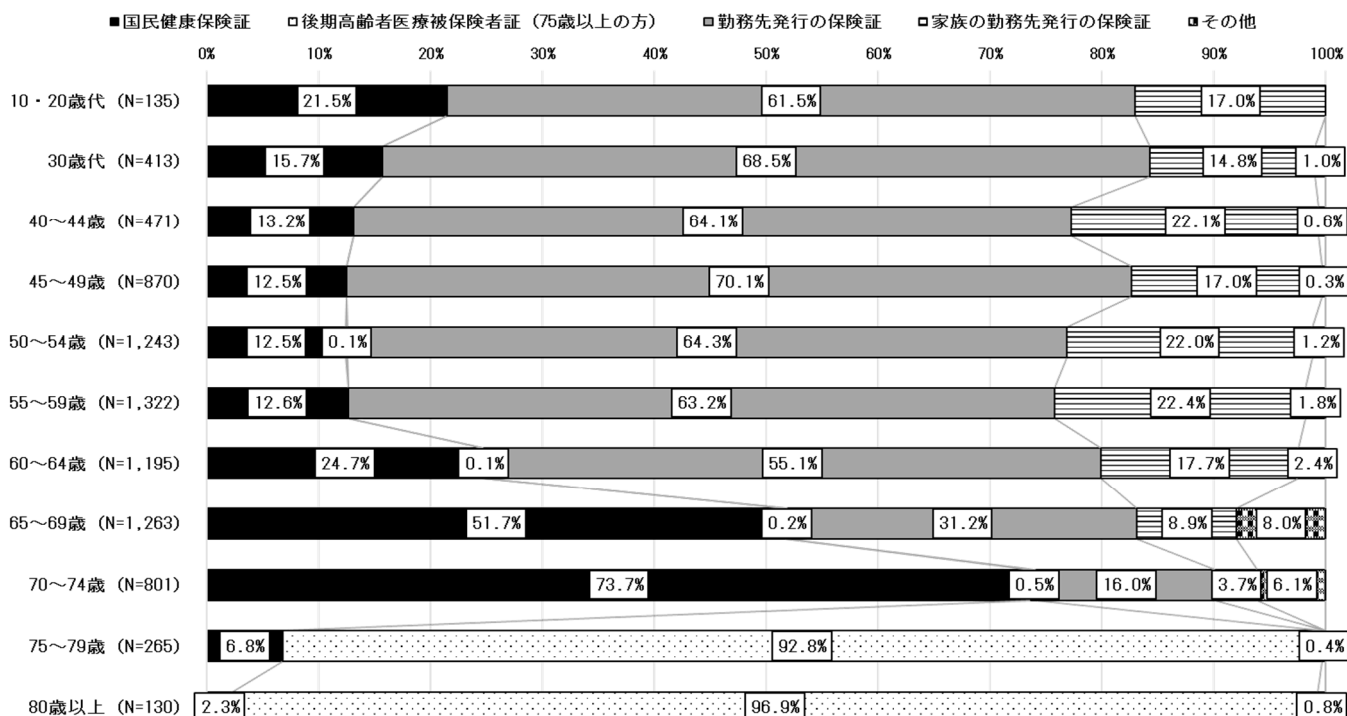 国民健康保険証 後期高齢者医療被保険者証（75歳以上の方） 勤務先発行の保険証 家族の勤務先発行の保険証 その他
0% 10% 20% 30% 40% 50% 60% 70% 80% 90% 100%
10・20歳代（N=135） 21.5% 61.5% 17.0%
30歳代（N=413） 15.7% 68.5% 14.8% 1.0%
40～44歳（N=471） 13.2% 64.1% 22.1% 0.6%
45～49歳（N=870） 12.5% 70.1% 17.0% 0.3%
50～54歳（N=1,243） 12.5% 0.1% 64.3% 22.0% 1.2%
55～59歳（N=1,322） 12.6% 63.2% 22.4% 1.8%
60～64歳（N=1,195） 24.7% 0.1% 55.1% 17.7% 2.4%
65～69歳（N=1,263） 51.7% 0.2% 31.2% 8.9% 8.0%
70～74歳（N=801） 73.7% 0.5% 16.0% 3.7% 6.1%
75～79歳（N=265） 6.8% 92.8% 0.4%
80歳以上（N=130） 2.3% 96.9% 0.8%